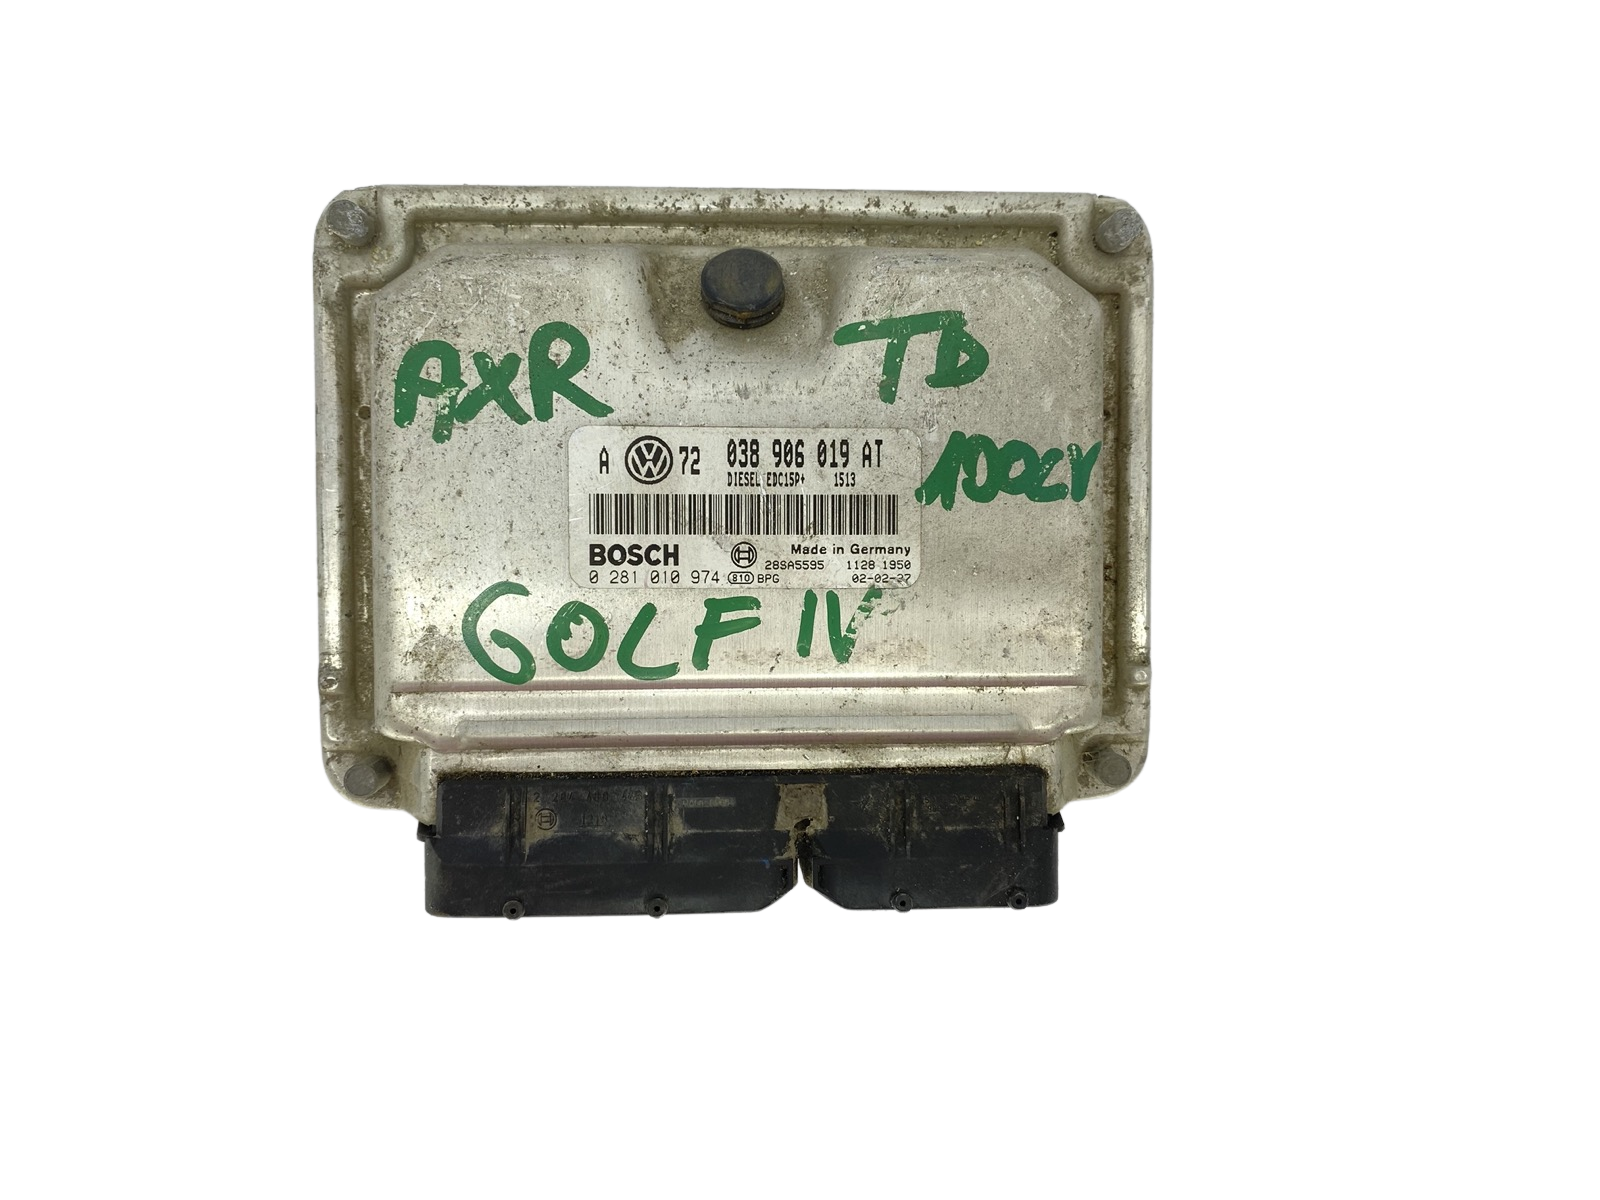 AXR
TD
100CV
A 72 038 906 019 AT
DIESEL EDC15P+ 1513
BOSCH
Made in Germany
28SA5595 1128 1950
0 281 010 974 810 BPG 02-02-27
GOLF IV